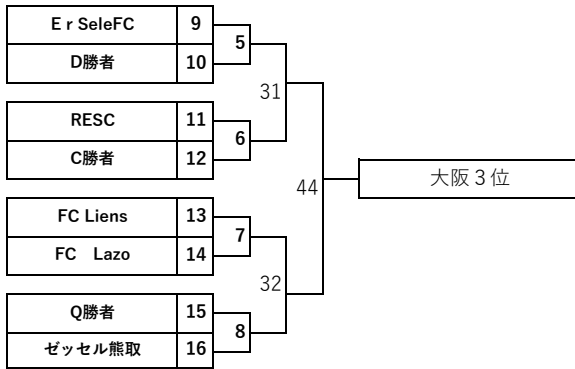 E r SeleFC 9
5
D勝者 10
31
RESC 11
6
C勝者 12
44
大阪３位
FC Liens 13
7
FC　Lazo 14
32
Q勝者 15
8
ゼッセル熊取 16